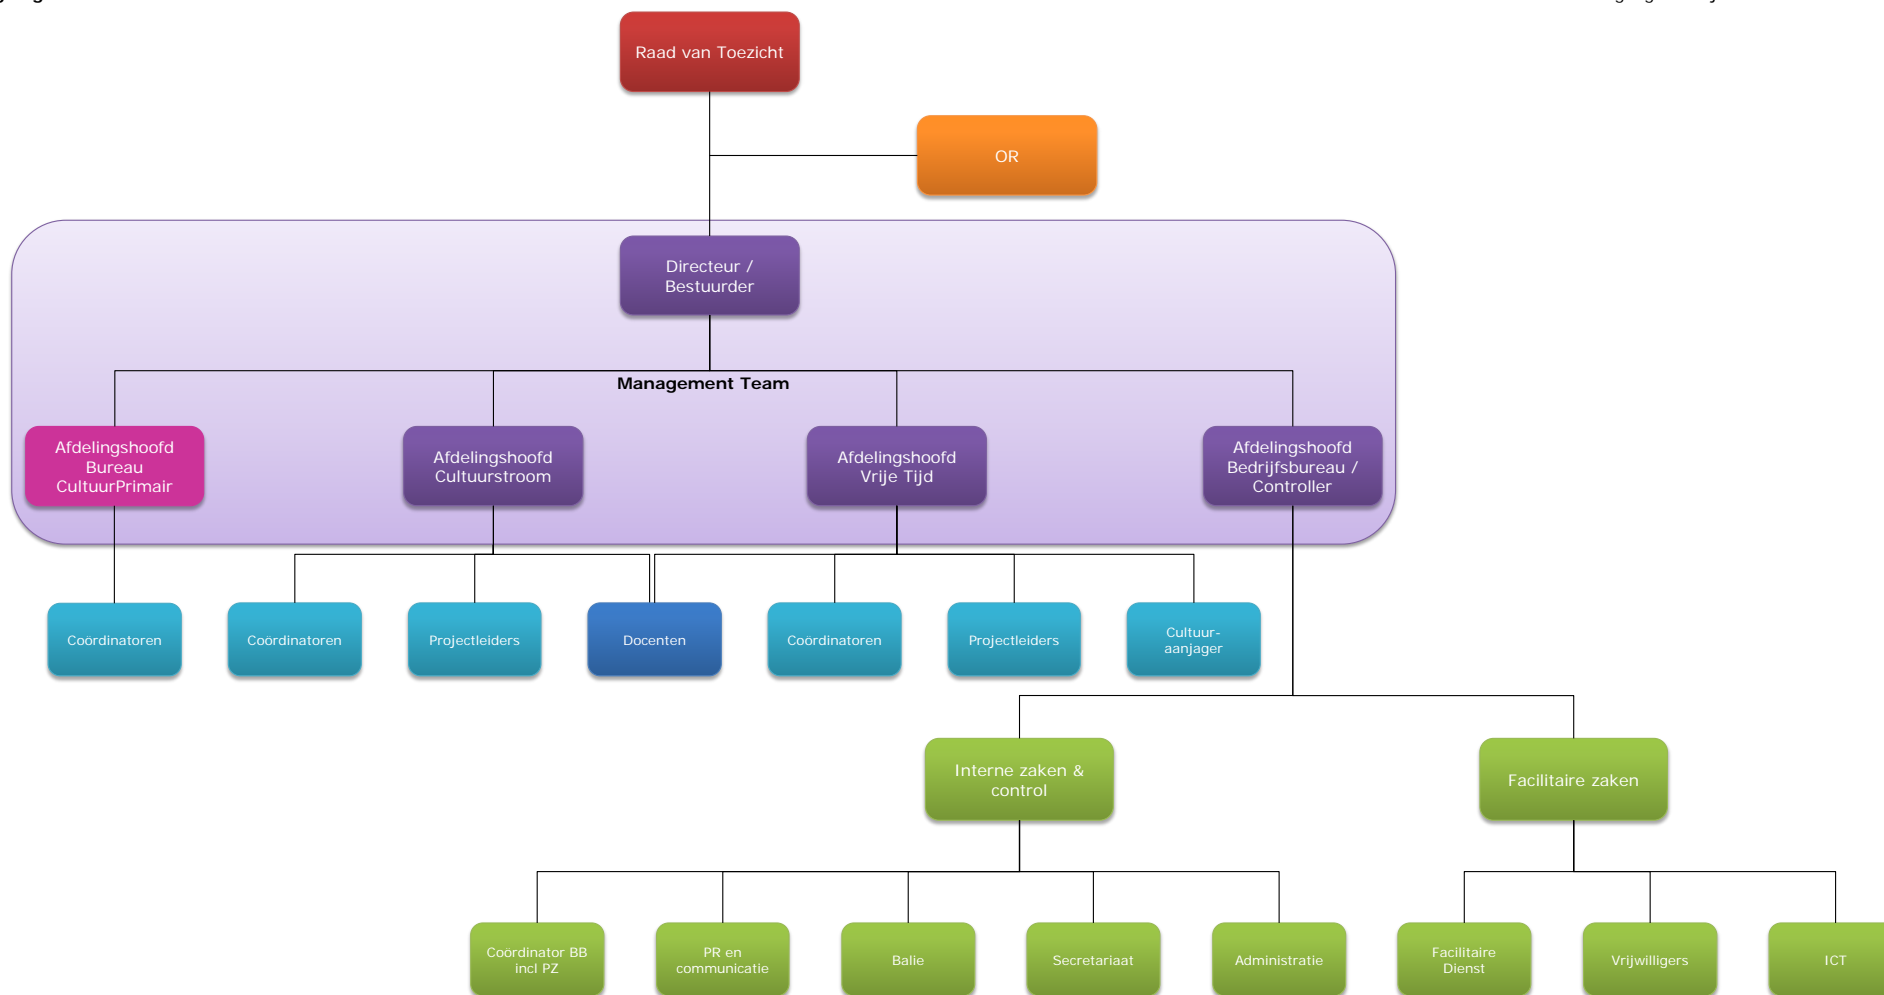 Raad van Toezicht
OR
Directeur /
Bestuurder
Management Team
Afdelingshoofd
Bureau
CultuurPrimair
Afdelingshoofd
Cultuurstroom
Afdelingshoofd
Vrije Tijd
Afdelingshoofd
Bedrijfsbureau /
Controller
Coördinatoren
Coördinatoren
Projectleiders
Docenten
Coördinatoren
Projectleiders
Cultuur-
aanjager
Interne zaken &
control
Facilitaire zaken
Coördinator BB
incl PZ
PR en
communicatie
Balie
Secretariaat
Administratie
Facilitaire
Dienst
Vrijwilligers
ICT